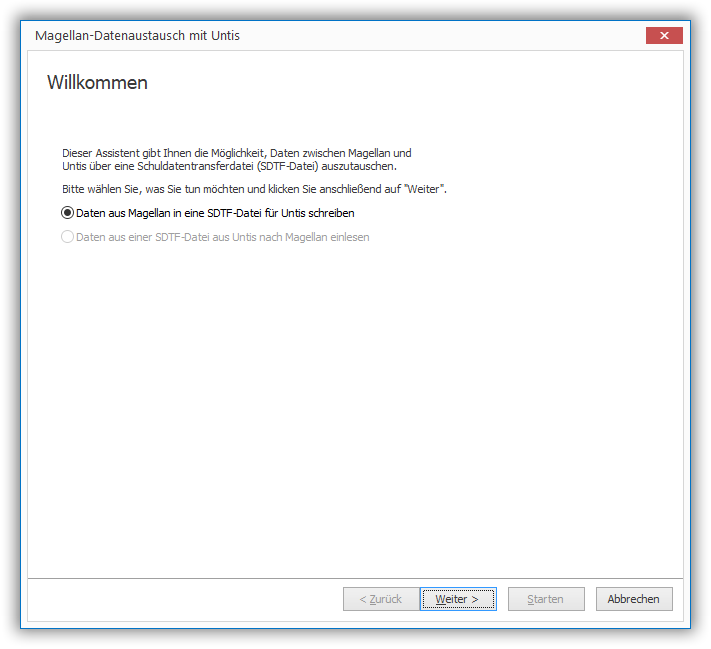 Magellan-Datenaustausch mit Untis
Willkommen
Dieser Assistent gibt Ihnen die Möglichkeit, Daten zwischen Magellan und
Untis über eine Schuldatentransferdatei (SDTF-Datei) auszutauschen.
Bitte wählen Sie, was Sie tun möchten und klicken Sie anschließend auf "Weiter".
Daten aus Magellan in eine SDTF-Datei für Untis schreiben
Daten aus einer SDTF-Datei aus Untis nach Magellan einlesen
< Zurück Weiter > Starten Abbrechen